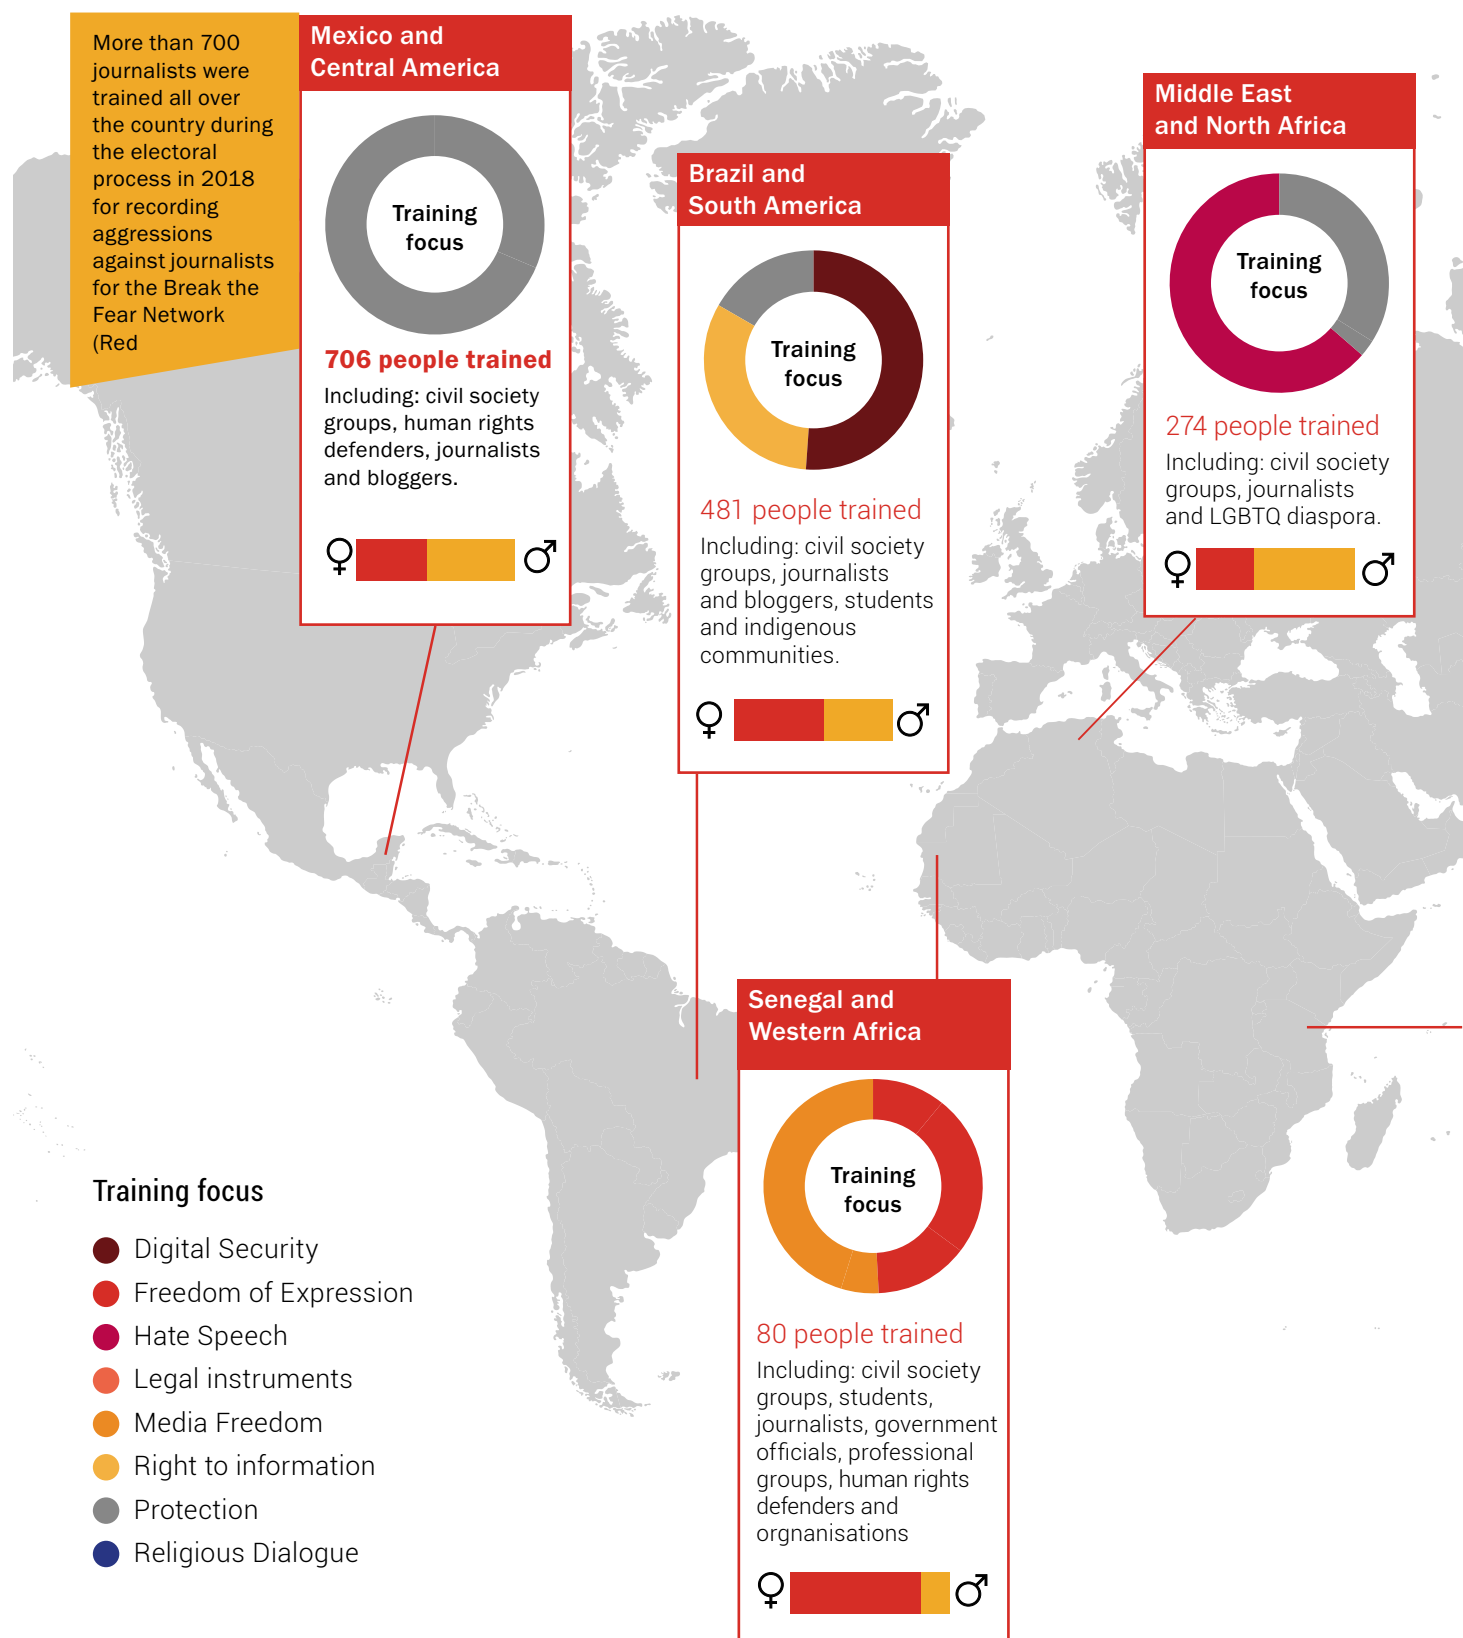 More than 700
journalists were
trained all over
the country during
the electoral
process in 2018
for recording
aggressions
against journalists
for the Break the
Fear Network
(Red
Mexico and
Central America
Training
focus
706 people trained
Including: civil society
groups, human rights
defenders, journalists
and bloggers.
Brazil and
South America
Training
focus
481 people trained
Including: civil society
groups, journalists
and bloggers, students
and indigenous
communities.
Middle East
and North Africa
Training
focus
274 people trained
Including: civil society
groups, journalists
and LGBTQ diaspora.
Senegal and
Western Africa
Training
focus
80 people trained
Including: civil society
groups, students,
journalists, government
officials, professional
groups, human rights
defenders and
orgnanisations
Training focus
Digital Security
Freedom of Expression
Hate Speech
Legal instruments
Media Freedom
Right to information
Protection
Religious Dialogue